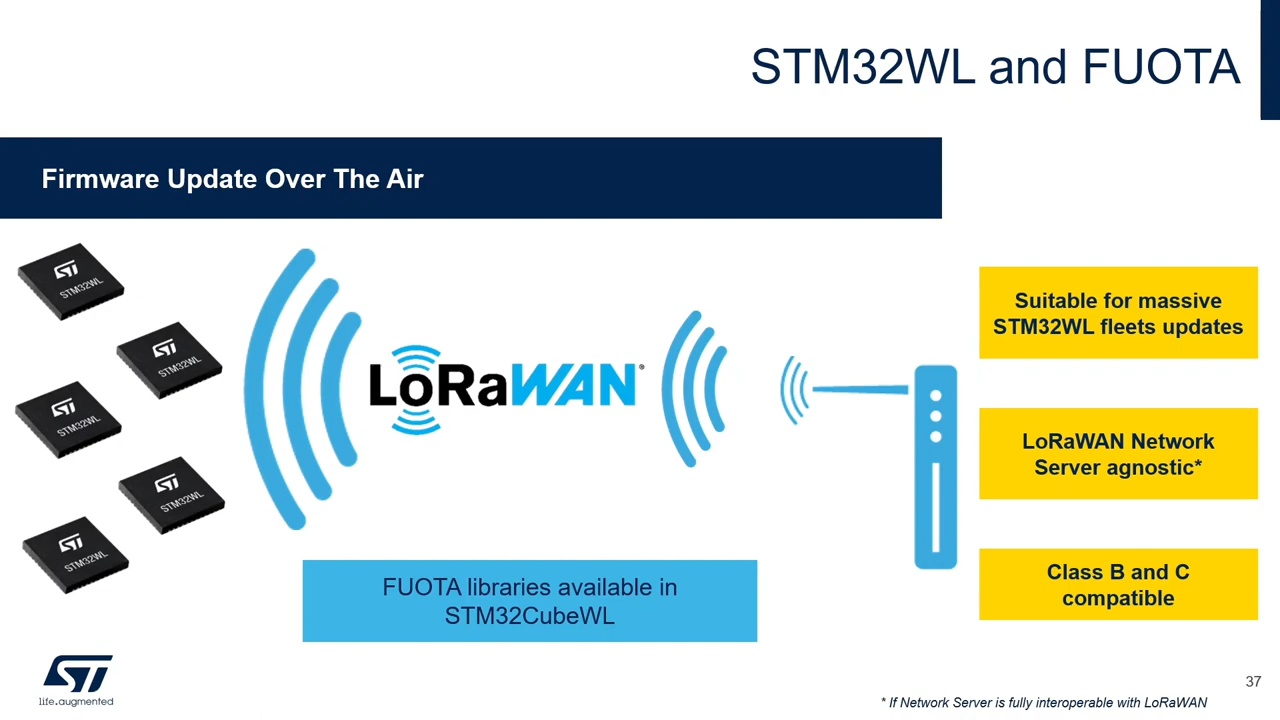 STM32WL and FUOTA
Firmware Update Over The Air
STM32WL
STM32WL
STM32WL
STM32WL
STM32WL
LoRaWAN®
Suitable for massive
STM32WL fleets updates
LoRaWAN Network
Server agnostic*
Class B and C
compatible
FUOTA libraries available in
STM32CubeWL
ST
life.augmented
37
* If Network Server is fully interoperable with LoRaWAN